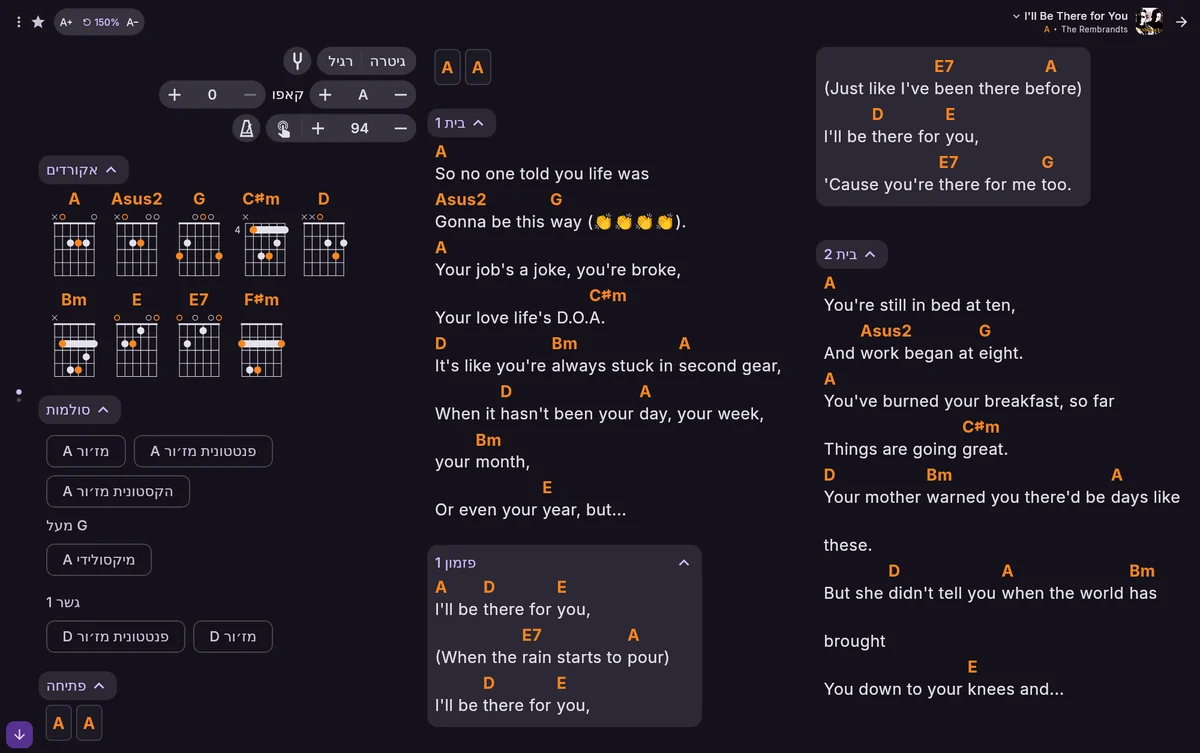 A+ 150% A-
I'll Be There for You
A • The Rembrandts
גיטרה רגיל
+ 0 − קאפו + A −
+ 94 −
אקורדים
A Asus2 G C#m D
4
Bm E E7 F#m
סולמות
A מז׳ור
A פנטטונית מז׳ור
A הקסטונית מז׳ור
מעל G
A מיקסולידי
גשר 1
D פנטטונית מז׳ור
D מז׳ור
פתיחה
A A
A A
בית 1
A
So no one told you life was
Asus2 G
Gonna be this way (👏👏👏👏).
A
Your job's a joke, you're broke,
C#m
Your love life's D.O.A.
D Bm A
It's like you're always stuck in second gear,
D A
When it hasn't been your day, your week,
Bm
your month,
E
Or even your year, but...
פזמון 1
A D E
I'll be there for you,
E7 A
(When the rain starts to pour)
D E
I'll be there for you,
E7 A
(Just like I've been there before)
D E
I'll be there for you,
E7 G
'Cause you're there for me too.
בית 2
A
You're still in bed at ten,
Asus2 G
And work began at eight.
A
You've burned your breakfast, so far
C#m
Things are going great.
D Bm A
Your mother warned you there'd be days like
these.
D A Bm
But she didn't tell you when the world has
brought
E
You down to your knees and...